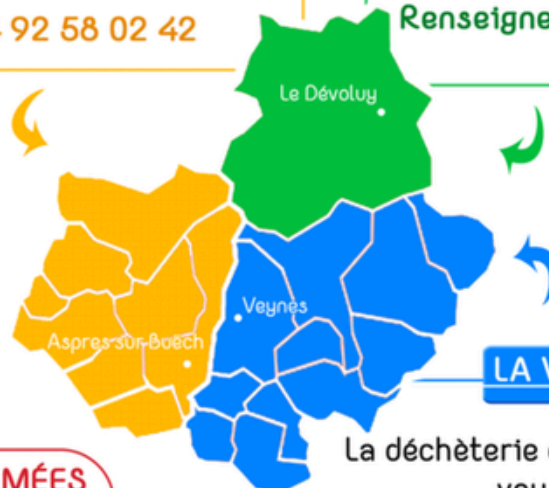 92 58 02 42
Renseigne
Le Dévoluy
Veynes
Aspres sur Buëch
LA
La déchèterie
MÉES